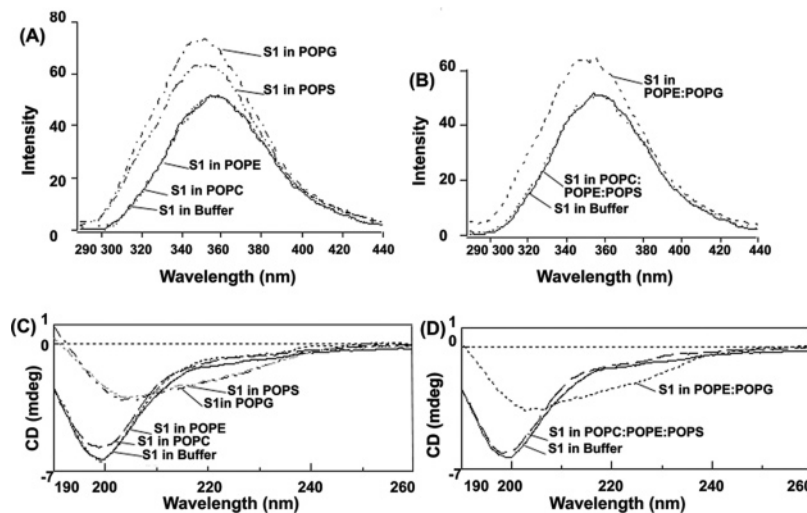 (A)
80
60
40
20
0
Intensity
S1 in POPG
S1 in POPS
S1 in POPE
S1 in POPC
S1 in Buffer
290 300 320 340 360 380 400 420 440
Wavelength (nm)
(B)
60
40
20
0
Intensity
S1 in
POPE:POPG
S1 in POPC:
POPE:POPS
S1 in Buffer
290 300 320 340 360 380 400 420 440
Wavelength (nm)
(C)
1
0
-7
CD (mdeg)
S1 in POPS
S1in POPG
S1 in POPE
S1 in POPC
S1 in Buffer
190 200 220 240 260
Wavelength (nm)
(D)
1
0
-7
CD (mdeg)
S1 in POPE:POPG
S1 in POPC:POPE:POPS
S1 in Buffer
190 200 220 240 260
Wavelength (nm)